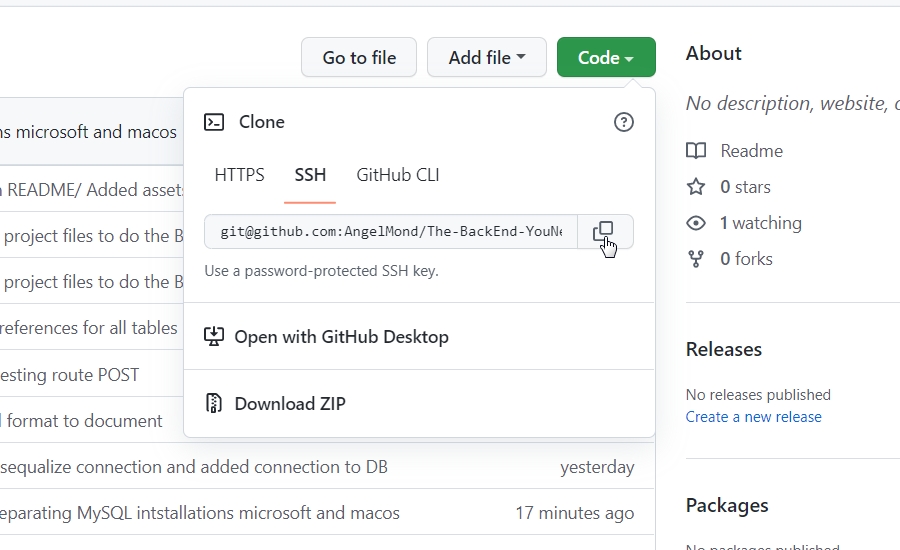 Go to file
Add file
Code
About
No description, website,
Clone
microsoft and macos
HTTPS
SSH
GitHub CLI
Readme
README/ Added assets
0 stars
git@github.com:AngelMond/The-BackEnd-YouNe
1 watching
project files to do the B
Use a password-protected SSH key.
0 forks
project files to do the B
references for all tables
Open with GitHub Desktop
Releases
esting route POST
No releases published
Download ZIP
Create a new release
format to document
sequalize connection and added connection to DB
yesterday
eparating MySQL intstallations microsoft and macos
17 minutes ago
Packages
No packages published